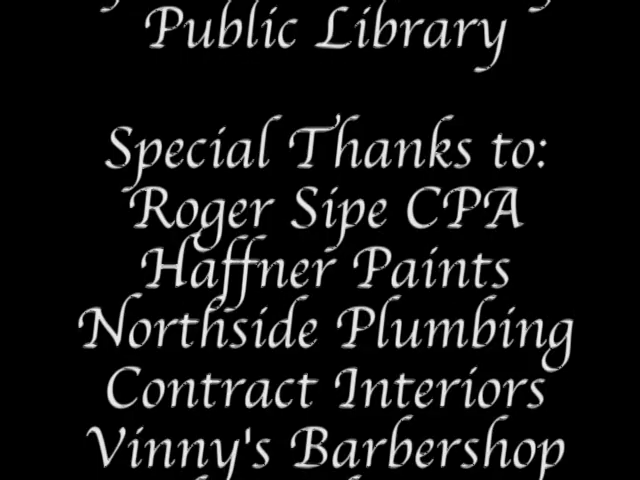 Public Library
Special Thanks to:
Roger Sipe CPA
Haffner Paints
Northside Plumbing
Contract Interiors
Vinny's Barbershop